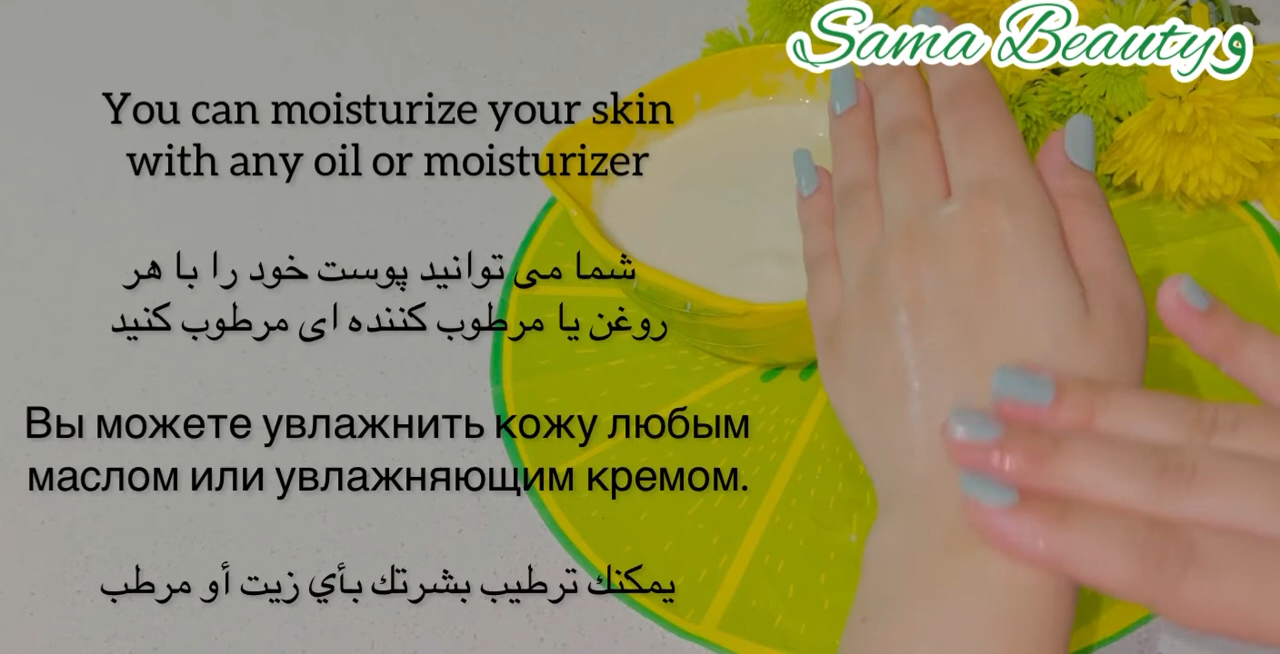 Sama Beautyو
You can moisturize your skin
with any oil or moisturizer
شما می توانید پوست خود را با هر
روغن یا مرطوب کننده ای مرطوب کنید
Вы можете увлажнить кожу любым
маслом или увлажняющим кремом.
يمكنك ترطيب بشرتك بأي زيت أو مرطب